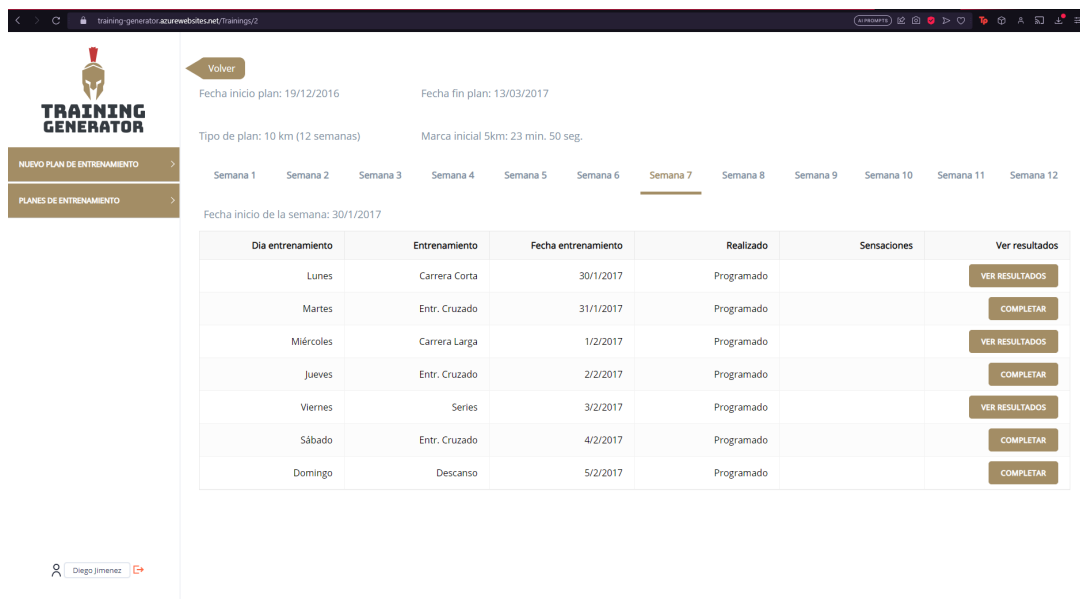 training-generator.azurewebsites.net/Trainings/2
AI PROMPTS
TRAINING
GENERATOR
NUEVO PLAN DE ENTRENAMIENTO
PLANES DE ENTRENAMIENTO
Volver
Fecha inicio plan: 19/12/2016 Fecha fin plan: 13/03/2017
Tipo de plan: 10 km (12 semanas) Marca inicial 5km: 23 min. 50 seg.
Semana 1 Semana 2 Semana 3 Semana 4 Semana 5 Semana 6 Semana 7 Semana 8 Semana 9 Semana 10 Semana 11 Semana 12
Fecha inicio de la semana: 30/1/2017
Dia entrenamiento Entrenamiento Fecha entrenamiento Realizado Sensaciones Ver resultados
Lunes Carrera Corta 30/1/2017 Programado VER RESULTADOS
Martes Entr. Cruzado 31/1/2017 Programado COMPLETAR
Miércoles Carrera Larga 1/2/2017 Programado VER RESULTADOS
Jueves Entr. Cruzado 2/2/2017 Programado COMPLETAR
Viernes Series 3/2/2017 Programado VER RESULTADOS
Sábado Entr. Cruzado 4/2/2017 Programado COMPLETAR
Domingo Descanso 5/2/2017 Programado COMPLETAR
Diego Jimenez